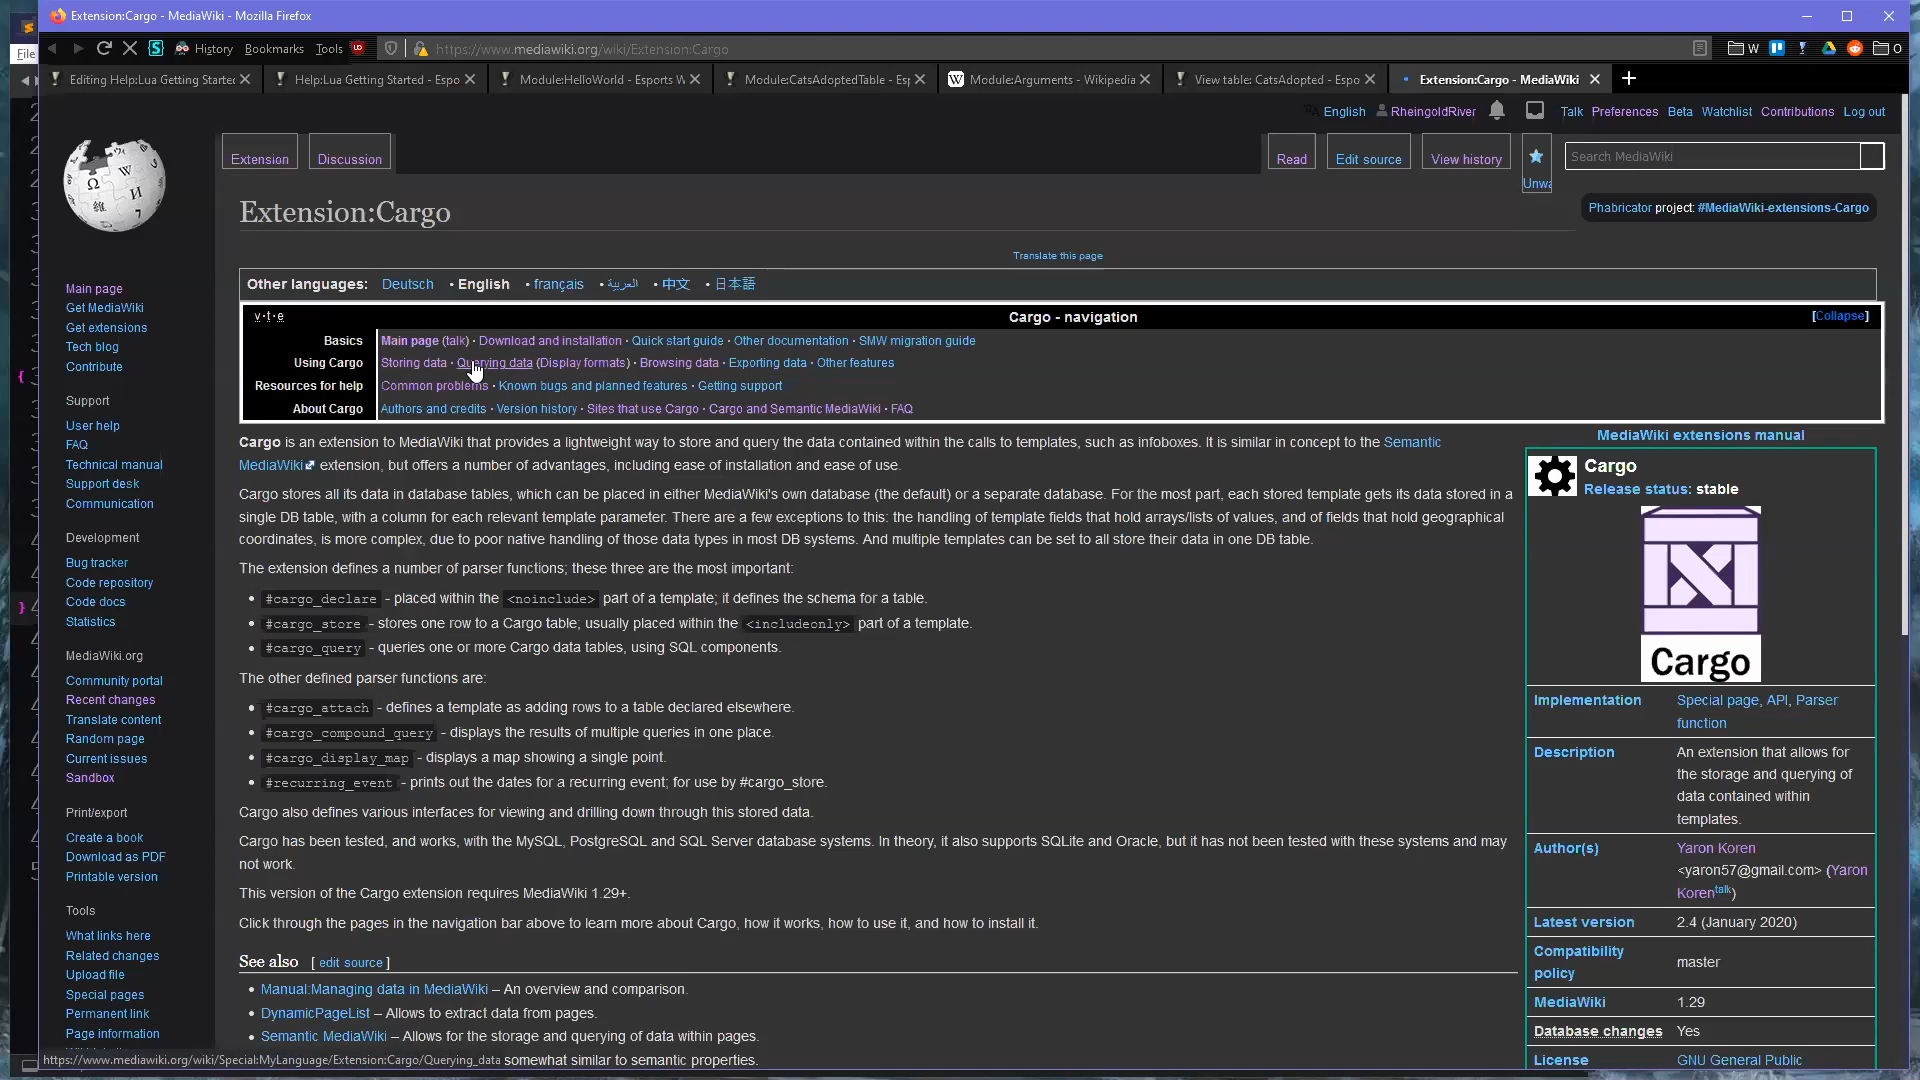 Extension:Cargo - MediaWiki - Mozilla Firefox
File
History Bookmarks Tools
https://www.mediawiki.org/wiki/Extension:Cargo
W
O
Editing Help:Lua Getting Started
Help:Lua Getting Started - Espo
Module:HelloWorld - Esports W
Module:CatsAdoptedTable - Es
Module:Arguments - Wikipedia
View table: CatsAdopted - Espo
Extension:Cargo - MediaWiki
English RheingoldRiver Talk Preferences Beta Watchlist Contributions Log out
Extension Discussion Read Edit source View history Unwa
Search MediaWiki
Extension:Cargo
Phabricator project: #MediaWiki-extensions-Cargo
Translate this page
Other languages: Deutsch • English • français • العربية • 中文 • 日本語
v·t·e Cargo - navigation [Collapse]
Basics Main page (talk) · Download and installation · Quick start guide · Other documentation · SMW migration guide
Using Cargo Storing data · Querying data (Display formats) · Browsing data · Exporting data · Other features
Resources for help Common problems · Known bugs and planned features · Getting support
About Cargo Authors and credits · Version history · Sites that use Cargo · Cargo and Semantic MediaWiki · FAQ
Cargo is an extension to MediaWiki that provides a lightweight way to store and query the data contained within the calls to templates, such as infoboxes. It is similar in concept to the Semantic
MediaWiki extension, but offers a number of advantages, including ease of installation and ease of use.
Cargo stores all its data in database tables, which can be placed in either MediaWiki's own database (the default) or a separate database. For the most part, each stored template gets its data stored in a
single DB table, with a column for each relevant template parameter. There are a few exceptions to this: the handling of template fields that hold arrays/lists of values, and of fields that hold geographical
coordinates, is more complex, due to poor native handling of those data types in most DB systems. And multiple templates can be set to all store their data in one DB table.
The extension defines a number of parser functions; these three are the most important:
• #cargo_declare - placed within the <noinclude> part of a template; it defines the schema for a table.
• #cargo_store - stores one row to a Cargo table; usually placed within the <includeonly> part of a template.
• #cargo_query - queries one or more Cargo data tables, using SQL components.
The other defined parser functions are:
• #cargo_attach - defines a template as adding rows to a table declared elsewhere.
• #cargo_compound_query - displays the results of multiple queries in one place.
• #cargo_display_map - displays a map showing a single point.
• #recurring_event - prints out the dates for a recurring event; for use by #cargo_store.
Cargo also defines various interfaces for viewing and drilling down through this stored data.
Cargo has been tested, and works, with the MySQL, PostgreSQL and SQL Server database systems. In theory, it also supports SQLite and Oracle, but it has not been tested with these systems and may
not work.
This version of the Cargo extension requires MediaWiki 1.29+.
Click through the pages in the navigation bar above to learn more about Cargo, how it works, how to use it, and how to install it.
See also [ edit source ]
• Manual:Managing data in MediaWiki – An overview and comparison.
• DynamicPageList – Allows to extract data from pages.
• Semantic MediaWiki – Allows for the storage and querying of data within pages.
somewhat similar to semantic properties.
MediaWiki extensions manual
Cargo
Release status: stable
Cargo
Implementation Special page, API, Parser
function
Description An extension that allows for
the storage and querying of
data contained within
templates.
Author(s) Yaron Koren
<yaron57@gmail.com> (Yaron
Koren talk)
Latest version 2.4 (January 2020)
Compatibility
policy
master
MediaWiki 1.29
Database changes Yes
License GNU General Public
Main page
Get MediaWiki
Get extensions
Tech blog
Contribute
Support
User help
FAQ
Technical manual
Support desk
Communication
Development
Bug tracker
Code repository
Code docs
Statistics
MediaWiki.org
Community portal
Recent changes
Translate content
Random page
Current issues
Sandbox
Print/export
Create a book
Download as PDF
Printable version
Tools
What links here
Related changes
Upload file
Special pages
Permanent link
Page information
https://www.mediawiki.org/wiki/Special:MyLanguage/Extension:Cargo/Querying_data